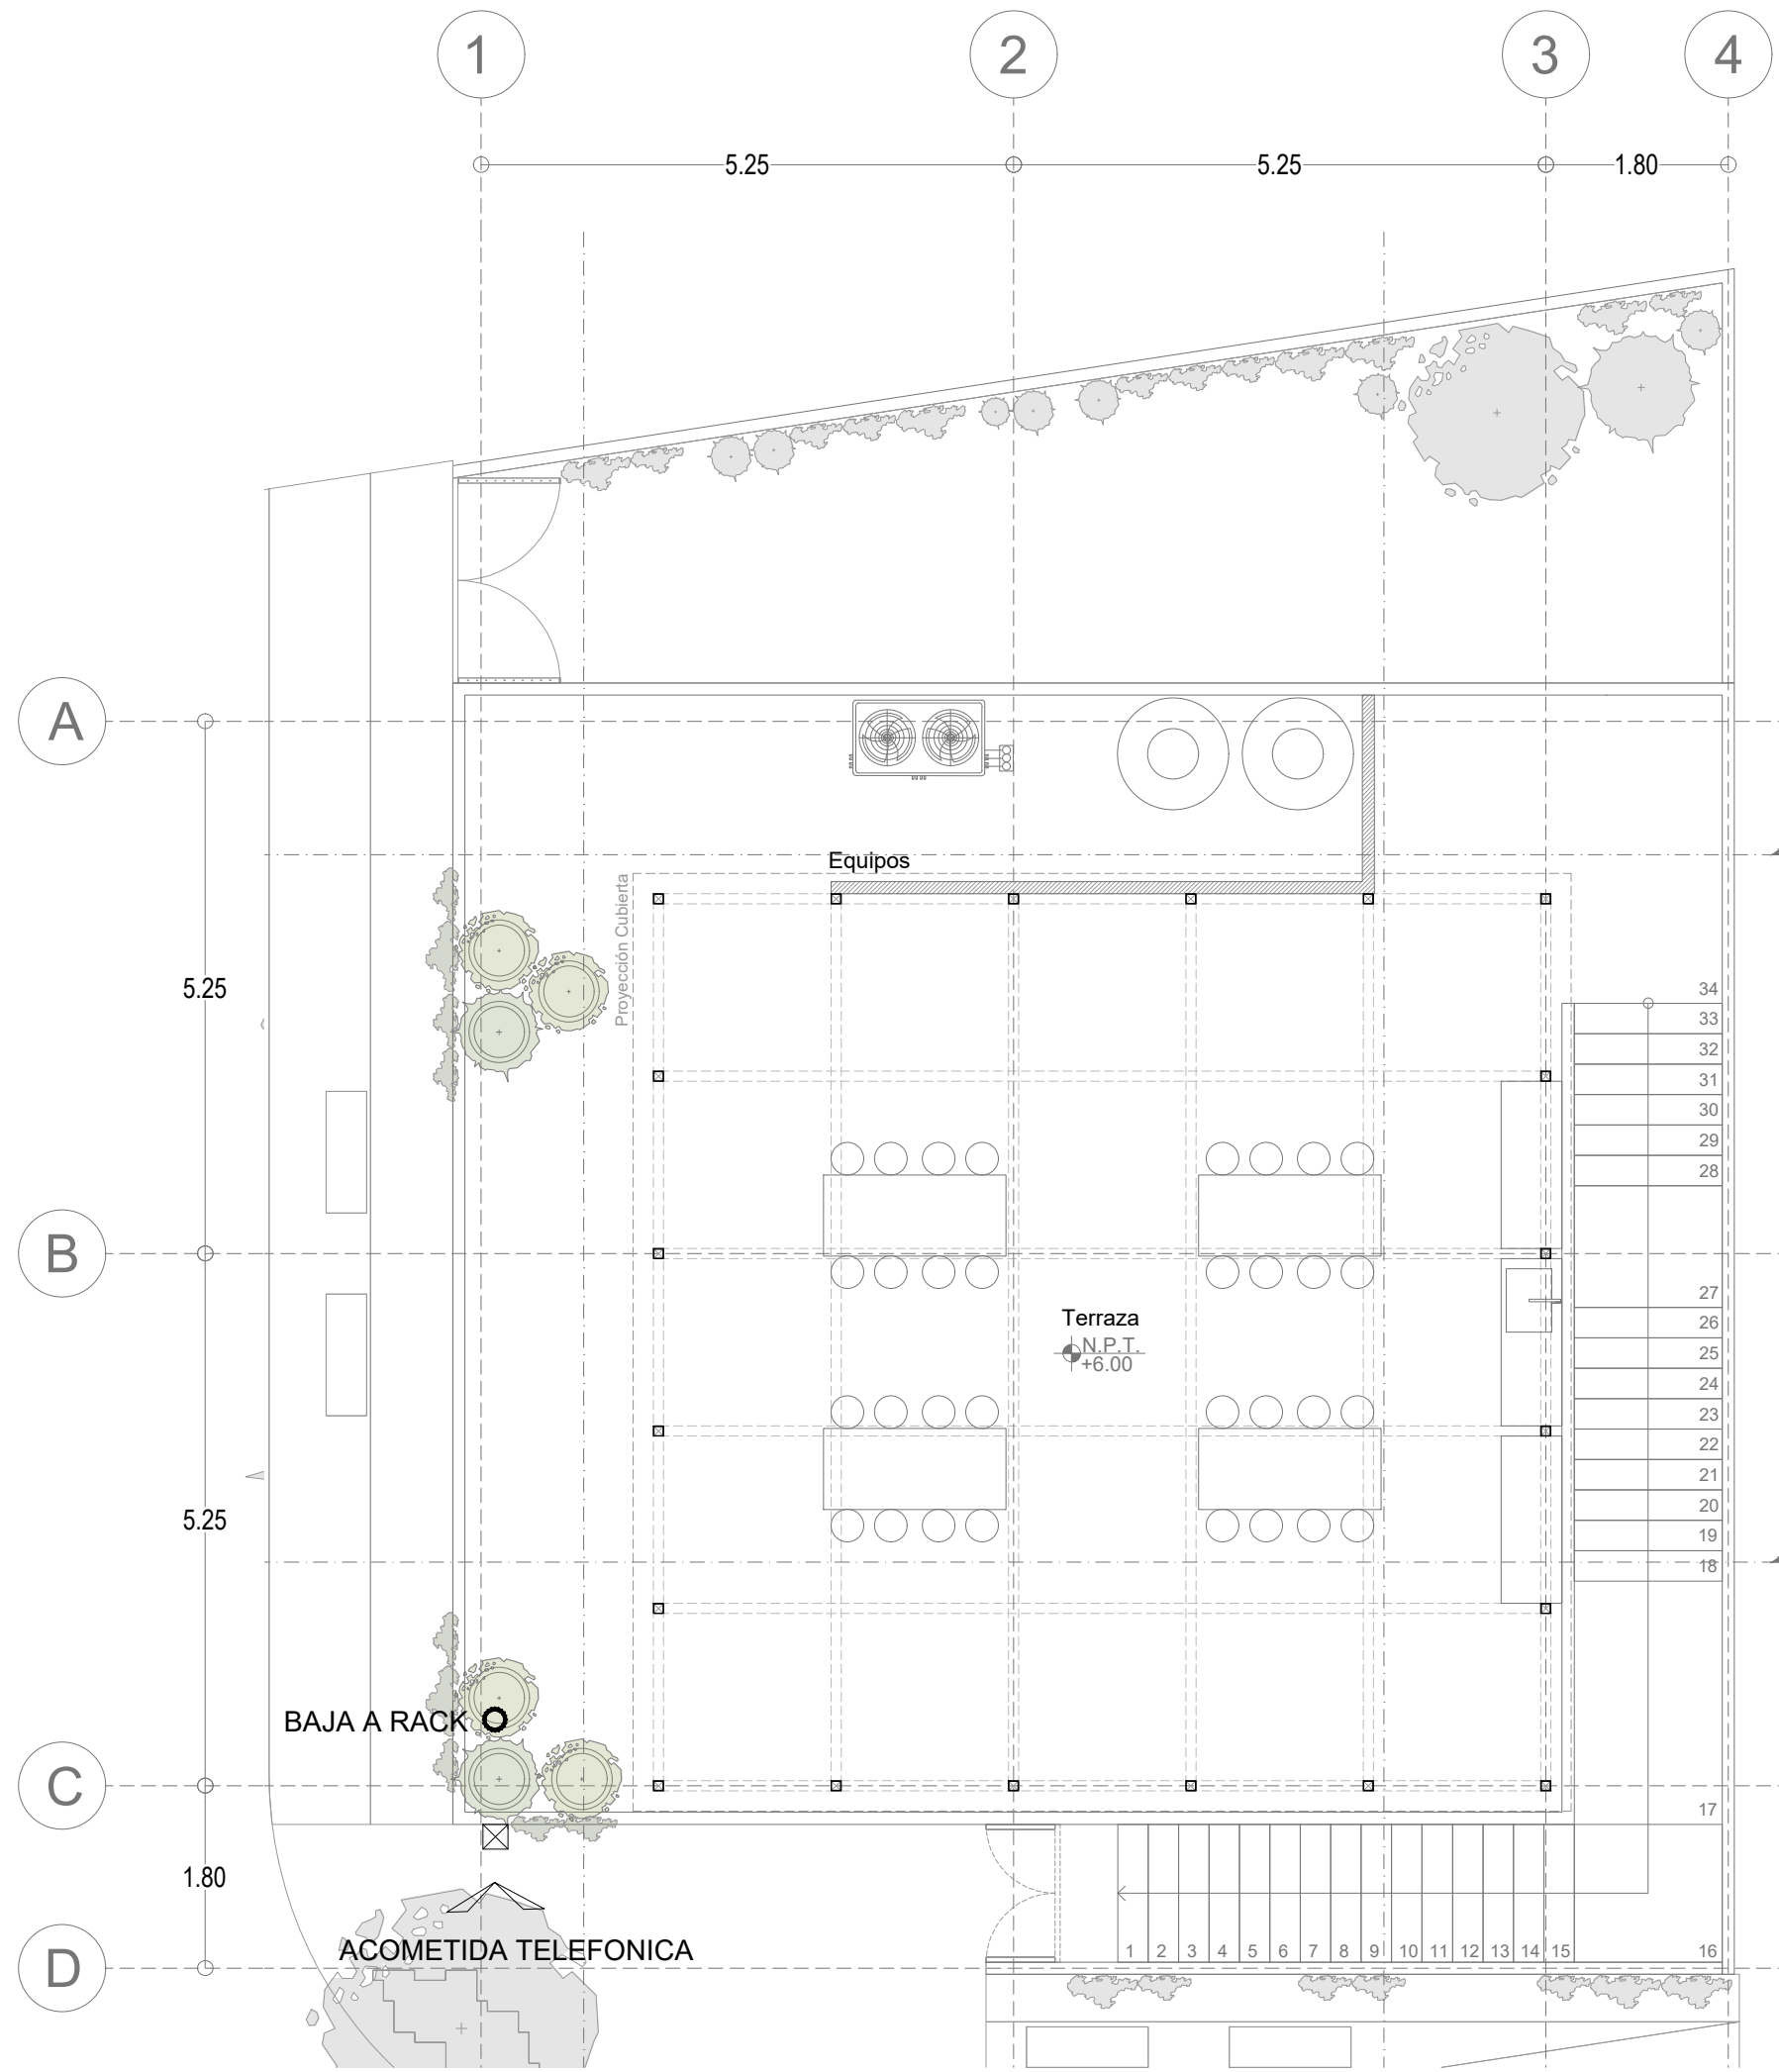 1
2
3
4
5.25
5.25
1.80
A
Equipos
Proyección Cubierta
5.25
34
33
32
31
30
29
28
B
27
Terraza
N.P.T.
+6.00
26
25
24
23
22
21
5.25
20
19
18
BAJA A RACK
C
17
1.80
ACOMETIDA TELEFONICA
1 2 3 4 5 6 7 8 9 10 11 12 13 14 15 16
D